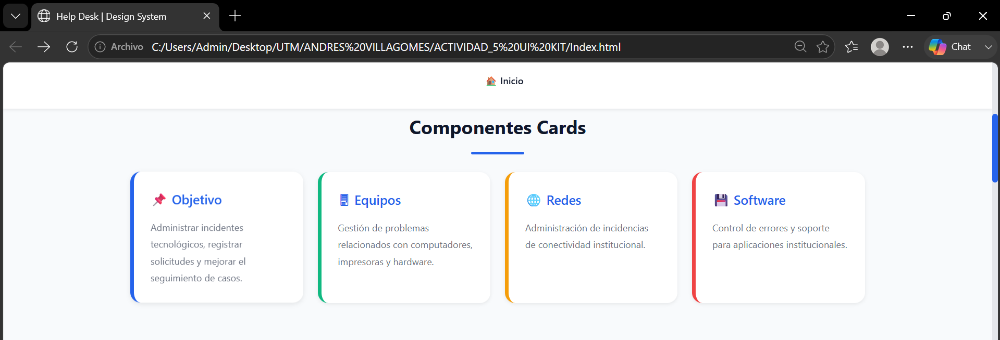 Help Desk | Design System
Archivo C:/Users/Admin/Desktop/UTM/ANDRES%20VILLAGOMES/ACTIVIDAD_5%20UI%20KIT/Index.html
Chat
Inicio
Componentes Cards
Objetivo
Administrar incidentes
tecnológicos, registrar
solicitudes y mejorar el
seguimiento de casos.
Equipos
Gestión de problemas
relacionados con computadores,
impresoras y hardware.
Redes
Administración de incidencias
de conectividad institucional.
Software
Control de errores y soporte
para aplicaciones institucionales.